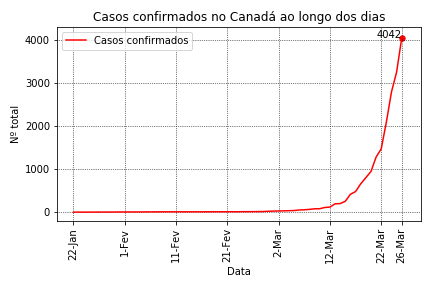 Casos confirmados no Canadá ao longo dos dias
4042
Casos confirmados
4000
3000
2000
1000
0
Nº total
22-Jan
1-Fev
11-Fev
21-Fev
2-Mar
12-Mar
22-Mar
26-Mar
Data